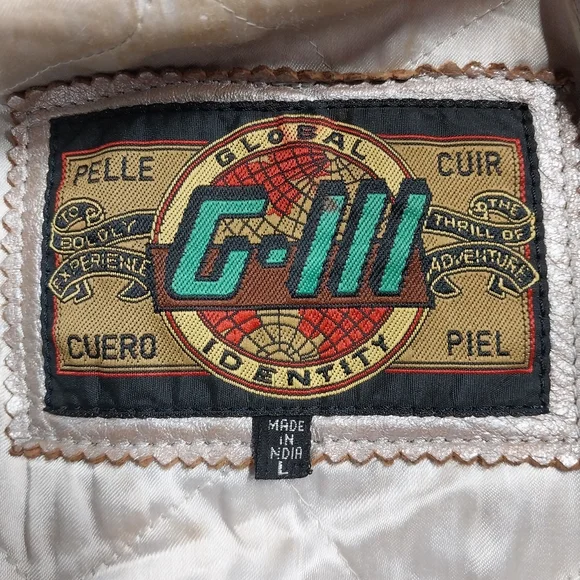 GLOBAL
PELLE
CUIR
TO
BOLDLY
EXPERIENCE
G-III
THE
THRILL OF
ADVENTURE
CUERO
PIEL
IDENTITY
MADE
IN
INDIA
L